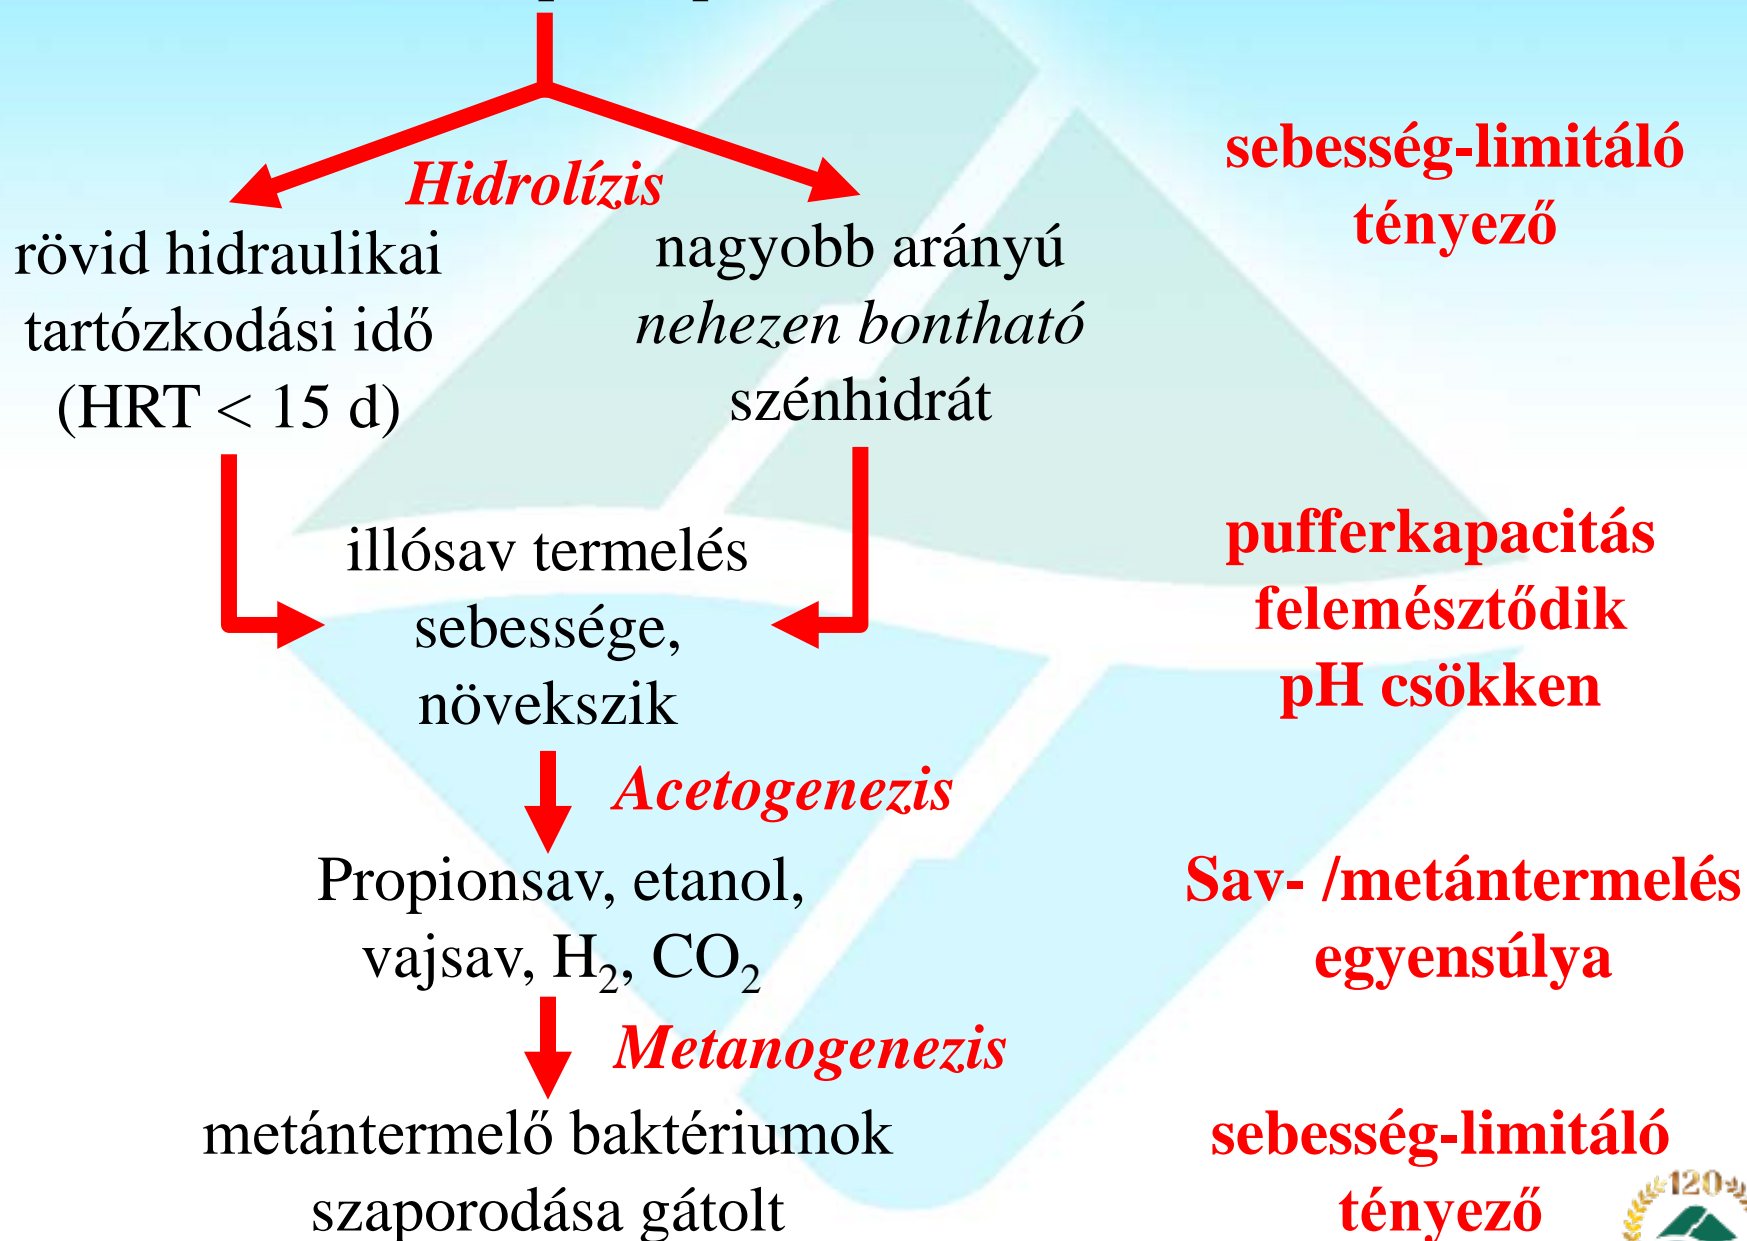 Hidrolízis
sebesség-limitáló
tényező
rövid hidraulikai
tartózkodási idő
(HRT < 15 d)
nagyobb arányú
nehezen bontható
szénhidrát
illósav termelés
sebessége,
növekszik
pufferkapacitás
felemésztődik
pH csökken
Acetogenezis
Propionsav, etanol,
vajsav, H₂, CO₂
Sav- /metántermelés
egyensúlya
Metanogenezis
metántermelő baktériumok
szaporodása gátolt
sebesség-limitáló
tényező
120